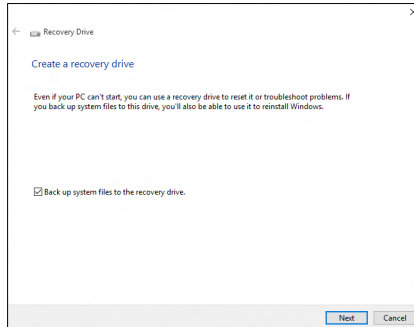 Recovery Drive
Create a recovery drive
Even if your PC can't start, you can use a recovery drive to reset it or troubleshoot problems. If
you back up system files to this drive, you'll also be able to use it to reinstall Windows.
Back up system files to the recovery drive.
Next Cancel